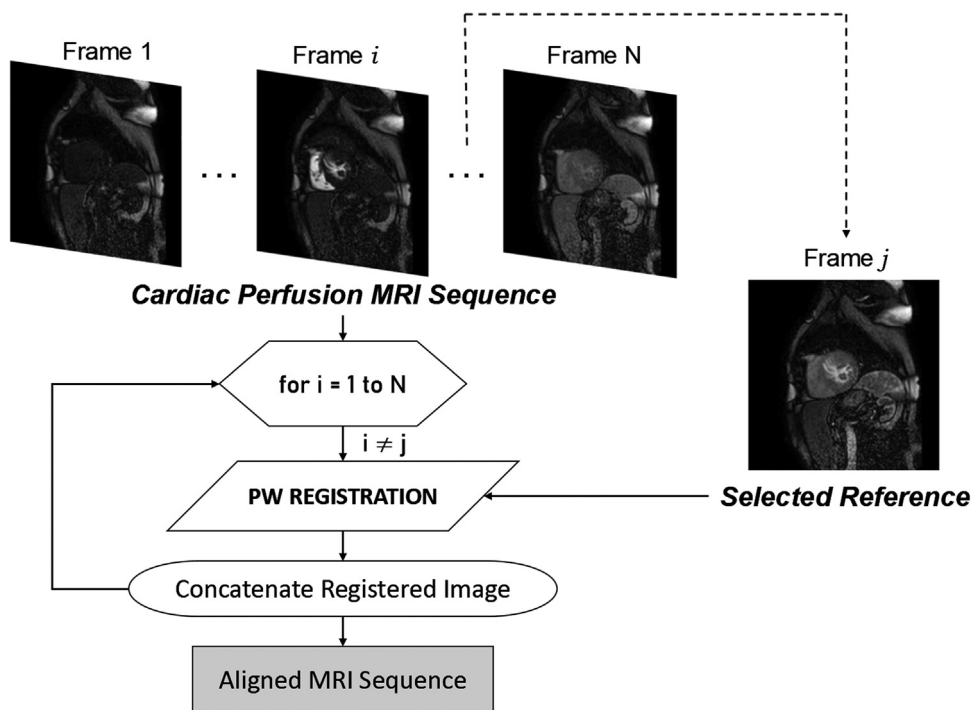 Frame 1
Frame i
Frame N
. . .
. . .
Frame j
Cardiac Perfusion MRI Sequence
for i = 1 to N
i ≠ j
PW REGISTRATION
Selected Reference
Concatenate Registered Image
Aligned MRI Sequence